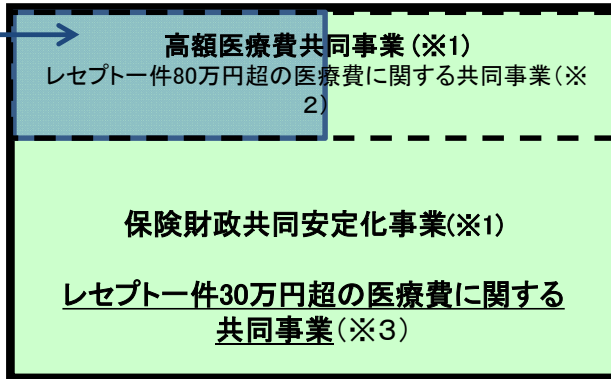 高額医療費共同事業(※1)
レセプト一件80万円超の医療費に関する共同事業(※
2)
保険財政共同安定化事業(※1)
レセプト一件30万円超の医療費に関する
共同事業(※３)